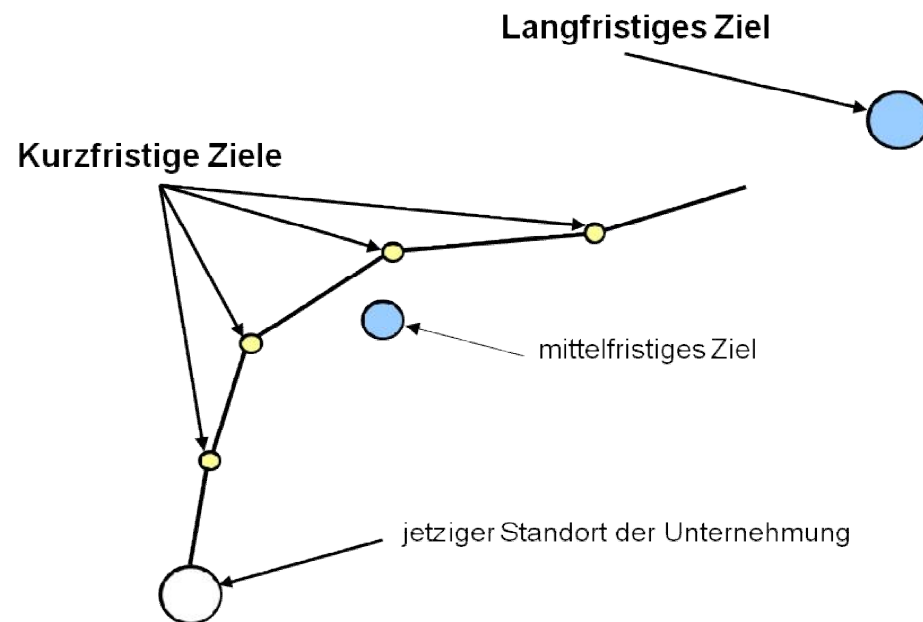 Langfristiges Ziel
Kurzfristige Ziele
mittelfristiges Ziel
jetziger Standort der Unternehmung